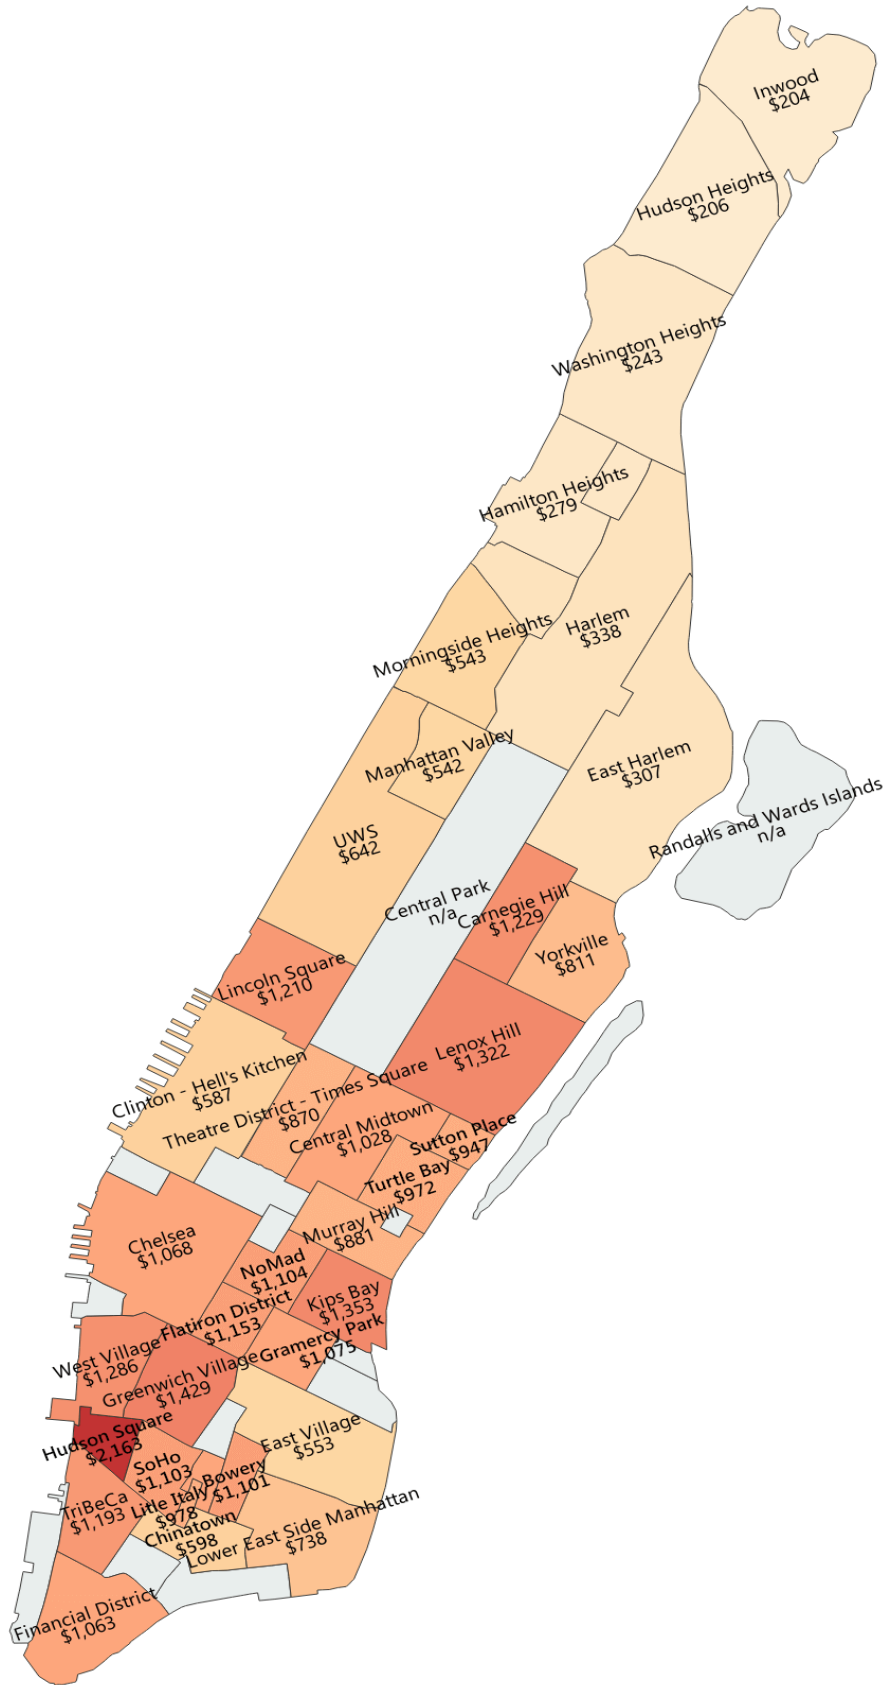 Inwood
$204
Hudson Heights
$206
Washington Heights
$243
Hamilton Heights
$279
Harlem
$338
Morningside Heights
$543
Manhattan Valley
$542
East Harlem
$307
Randalls and Wards Islands
n/a
UWS
$642
Central Park
n/a
Carnegie Hill
$1,229
Yorkville
$811
Lincoln Square
$1,210
Lenox Hill
$1,322
Clinton - Hell's Kitchen
$587
Theatre District - Times Square
$870
Central Midtown
$1,028
Sutton Place
$947
Turtle Bay
$972
Murray Hill
$881
Chelsea
$1,068
NoMad
$1,104
Kips Bay
$1,353
Flatiron District
$1,153
Gramercy Park
$1,075
West Village
$1,286
Greenwich Village
$1,429
Hudson Square
$2,163
East Village
$553
SoHo
$1,103
Bowery
$1,101
TriBeCa
$1,193
Litle Italy
$978
Chinatown
$598
Lower East Side Manhattan
$738
Financial District
$1,063